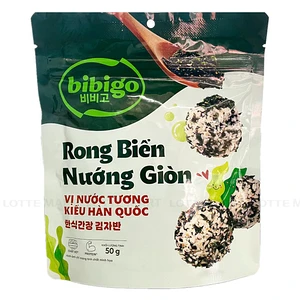 bibigo
비비고
Rong Biển
Nướng Giòn
VỊ NƯỚC TƯƠNG
KIỂU HÀN QUỐC
한식간장 김자반
50 g
LOTTE